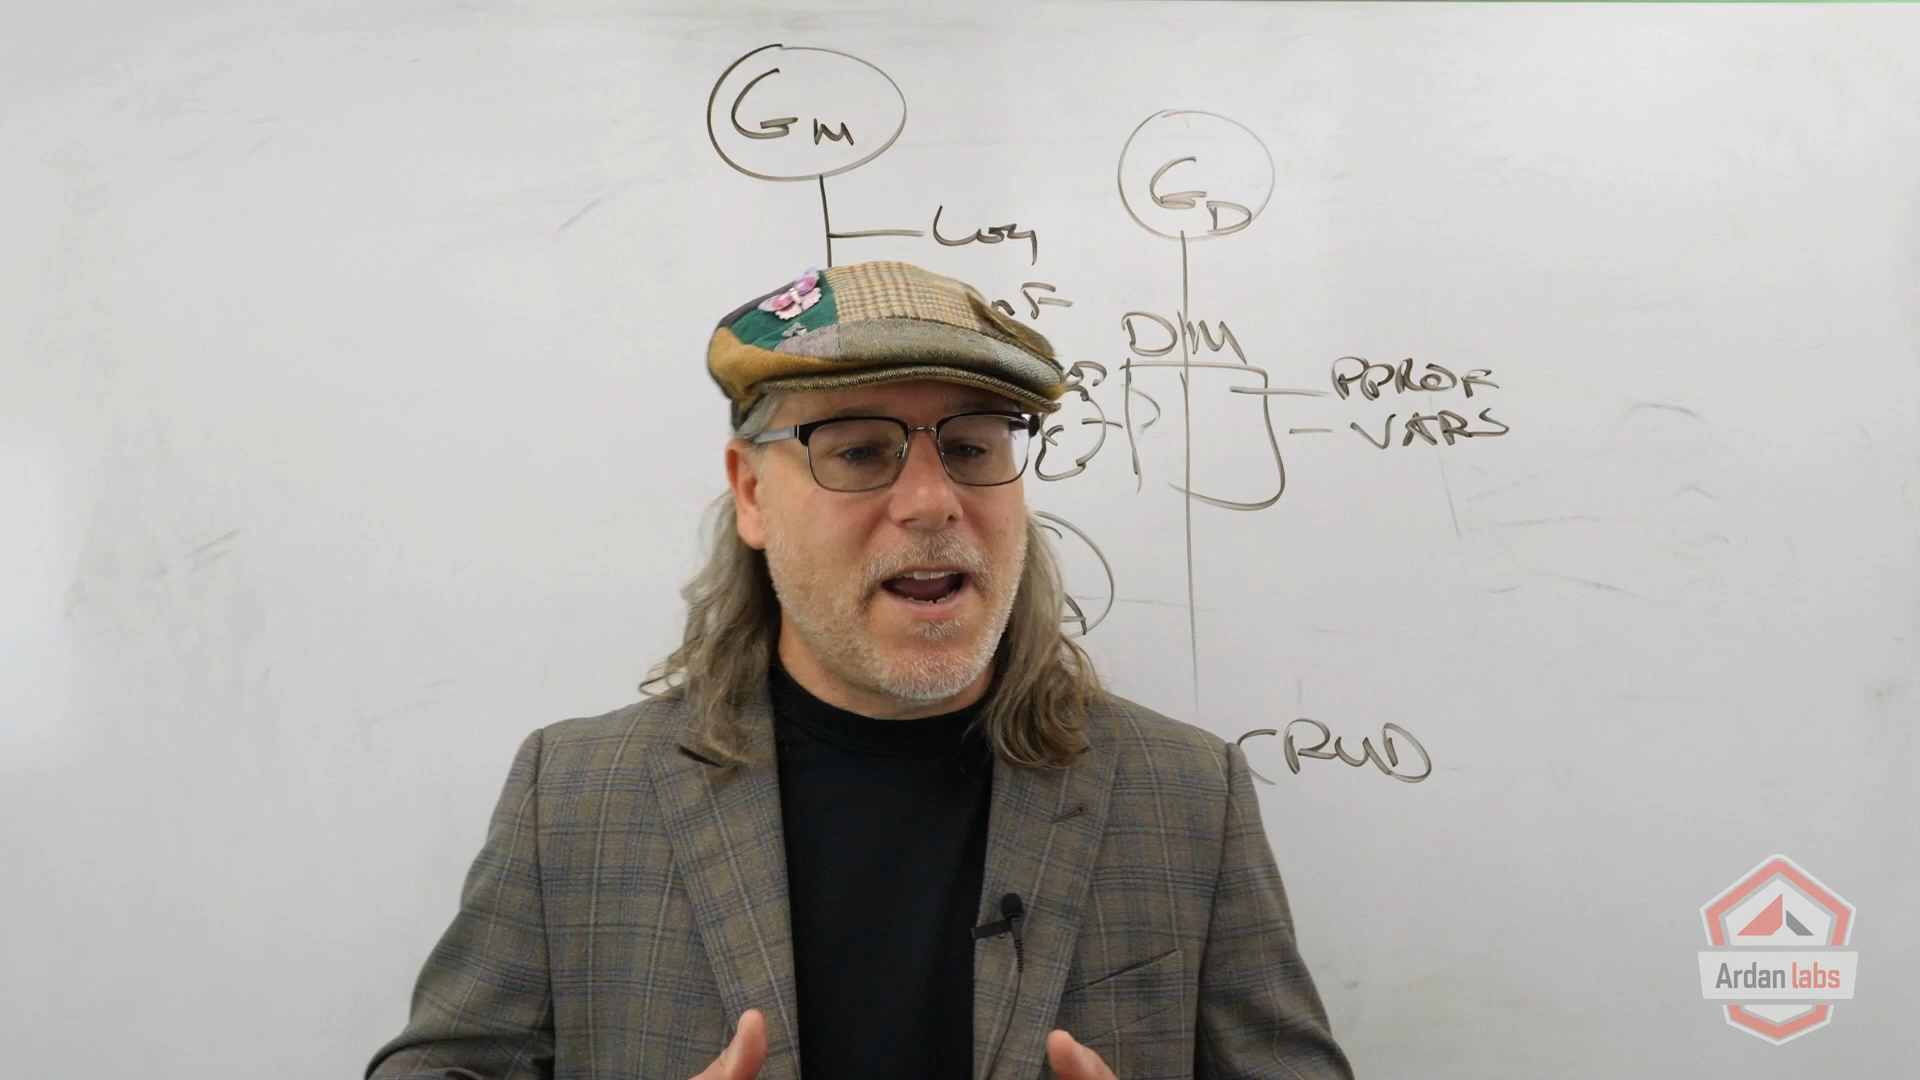 Gm
GD
Log
DM
PPROF
VARS
CRUD
Ardan labs